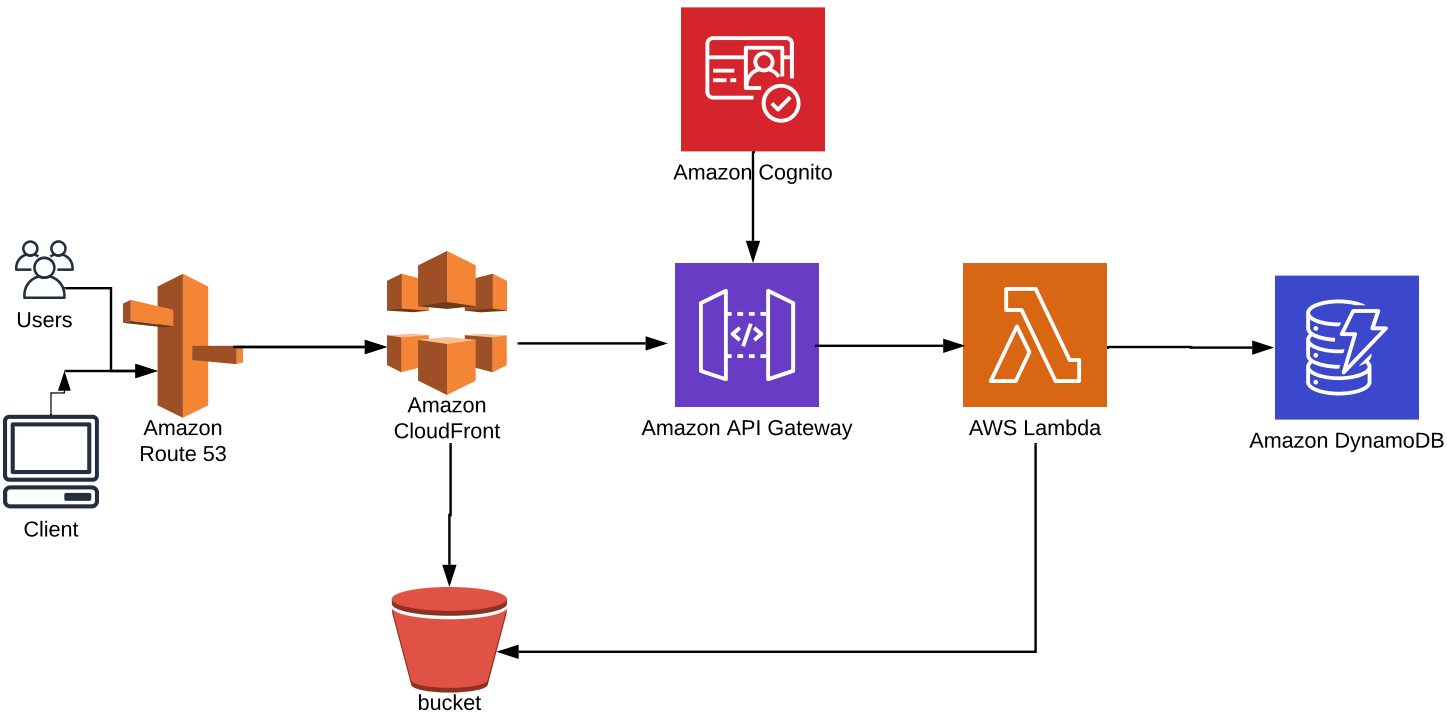 Amazon Cognito
Users
Amazon
Route 53
Amazon
CloudFront
Amazon API Gateway
AWS Lambda
Amazon DynamoDB
Client
bucket